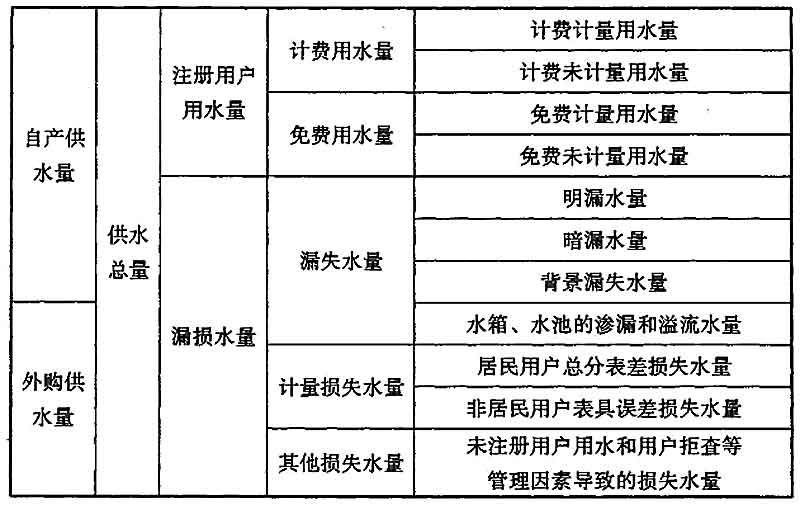 自产供
水量
外购供
水量
供水
总量
注册用户
用水量
漏损水量
计费用水量
免费用水量
漏失水量
计量损失水量
其他损失水量
计费计量用水量
计费未计量用水量
免费计量用水量
免费未计量用水量
明漏水量
暗漏水量
背景漏失水量
水箱、水池的渗漏和溢流水量
居民用户总分表差损失水量
非居民用户表具误差损失水量
未注册用户用水和用户拒查等
管理因素导致的损失水量